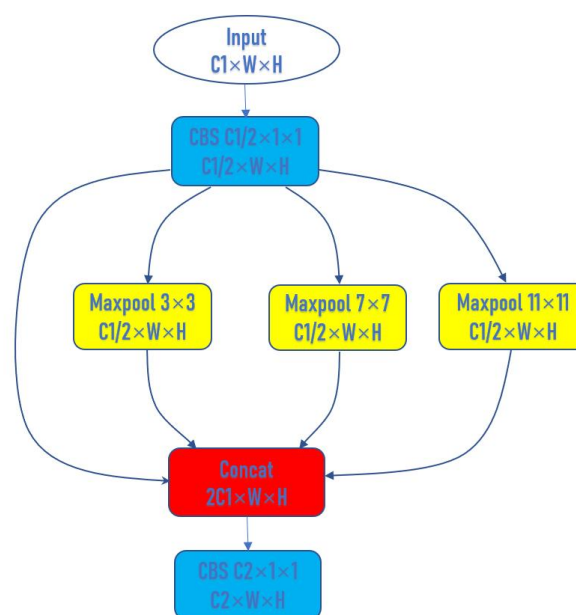 Input
C1×W×H
CBS C1/2×1×1
C1/2×W×H
Maxpool 3×3
C1/2×W×H
Maxpool 7×7
C1/2×W×H
Maxpool 11×11
C1/2×W×H
Concat
2C1×W×H
CBS C2×1×1
C2×W×H